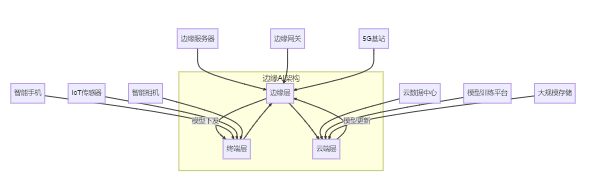 边缘服务器
边缘网关
5G基站
边缘AI架构
智能手机
IoT传感器
智能相机
边缘层
云数据中心
模型训练平台
大规模存储
模型下发
模型更新
终端层
云端层